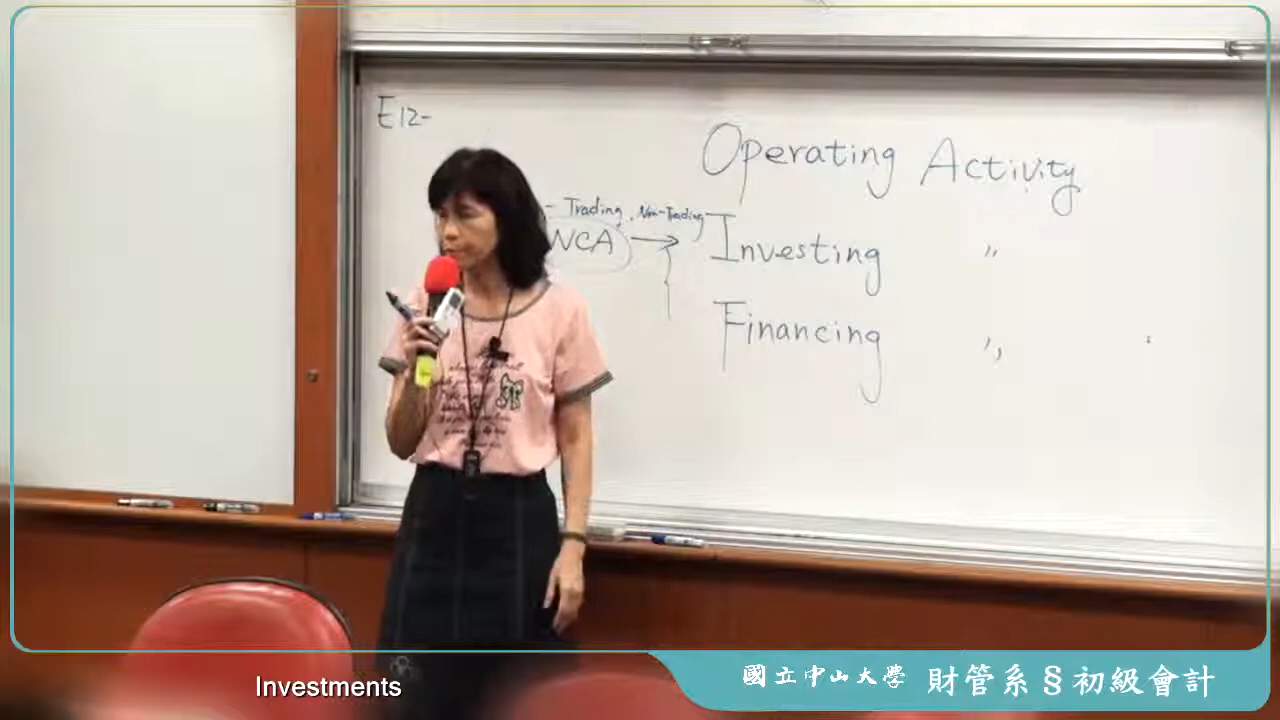 E12-
Operating Activity
- Trading, Non-Trading
NCA → Investing "
Financing "
Investments
國立中山大學 財管系§初級會計